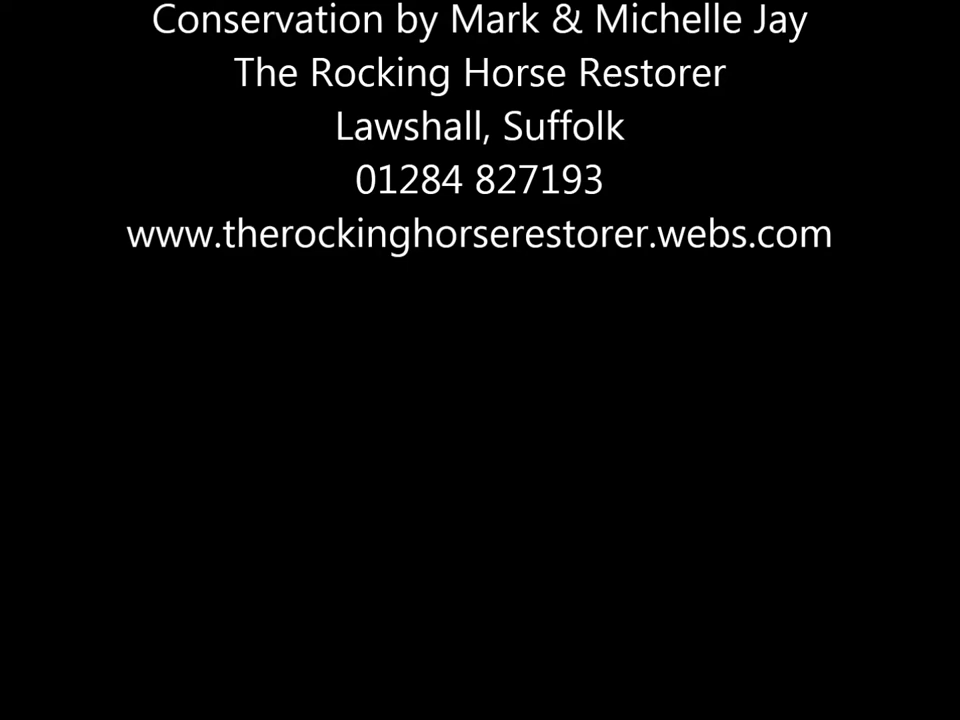 Conservation by Mark & Michelle Jay
The Rocking Horse Restorer
Lawshall, Suffolk
01284 827193
www.therockinghorserestorer.webs.com